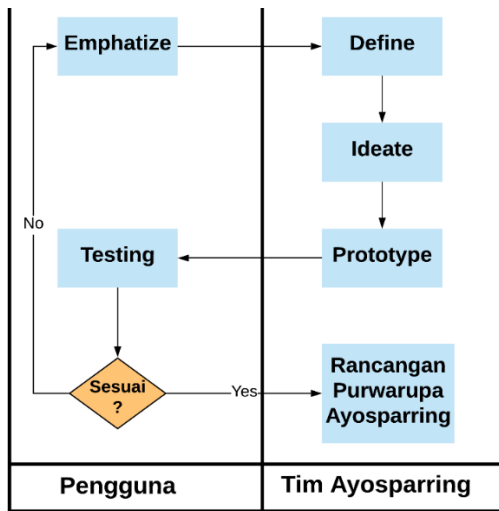 Emphatize
Define
Ideate
No
Testing
Prototype
Sesuai
?
Yes
Rancangan
Purwarupa
Ayosparring
Pengguna
Tim Ayosparring